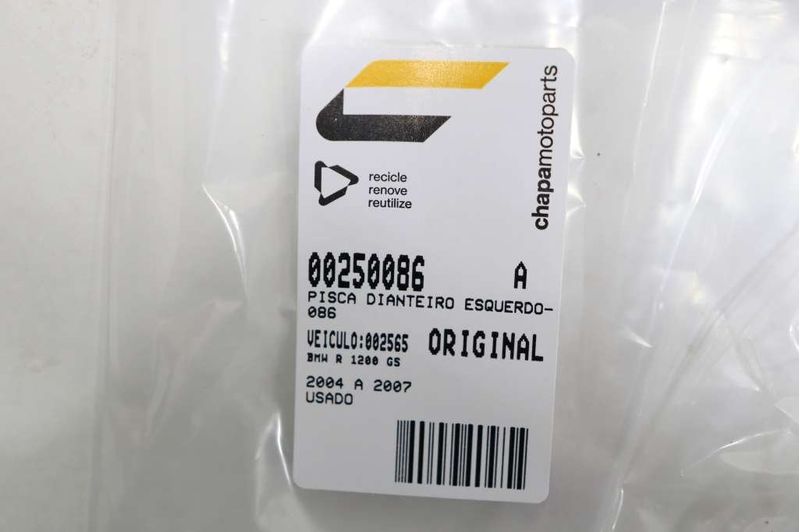 chapamotoparts
recicle
renove
reutilize
00250086 A
PISCA DIANTEIRO ESQUERDO-
086
VEICULO:002565 ORIGINAL
BMW R 1200 GS
2004 A 2007
USADO